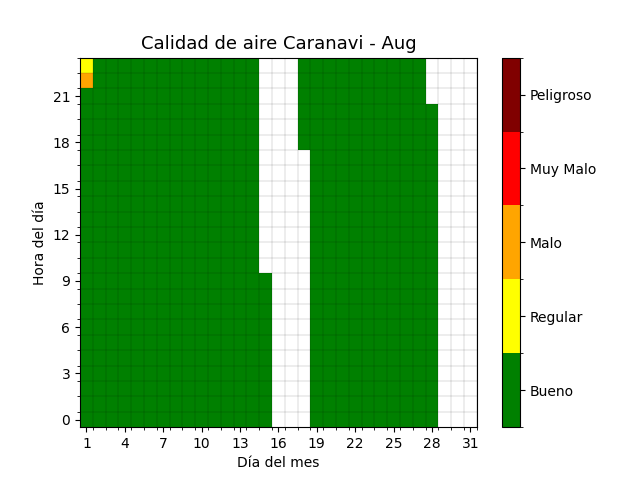 Calidad de aire Caranavi - Aug
Hora del día
21
18
15
12
9
6
3
0
1 4 7 10 13 16 19 22 25 28 31
Día del mes
Peligroso
Muy Malo
Malo
Regular
Bueno